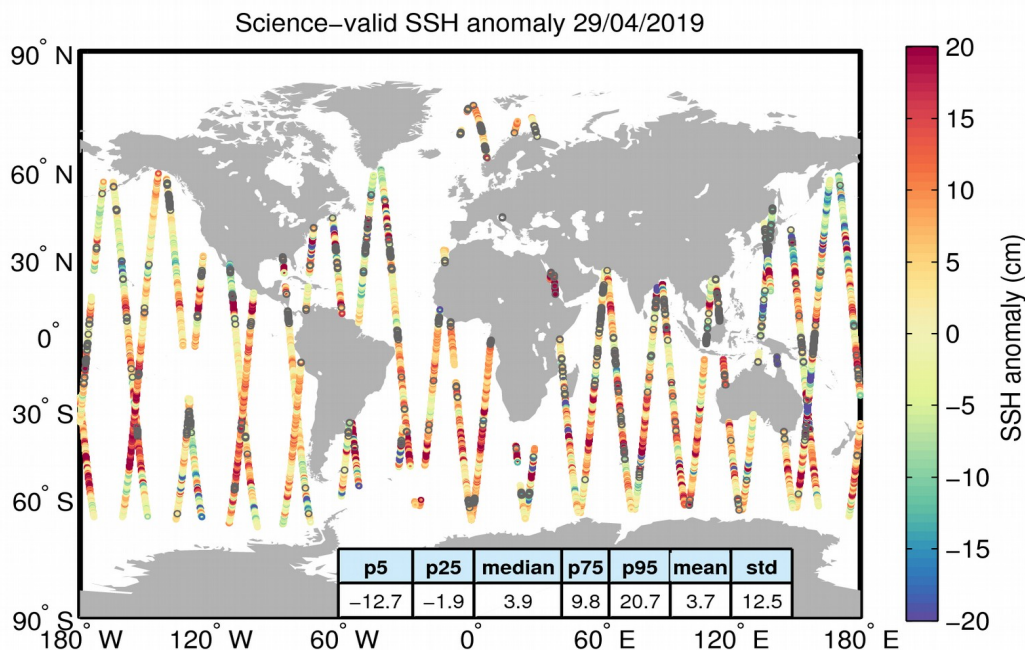 Science−valid SSH anomaly 29/04/2019
90° N
60° N
30° N
0°
30° S
60° S
90° S
180° W
120° W
60° W
0°
60° E
120° E
180° E
p5 p25 median p75 p95 mean std
−12.7 −1.9 3.9 9.8 20.7 3.7 12.5
20
15
10
5
0
−5
−10
−15
−20
SSH anomaly (cm)